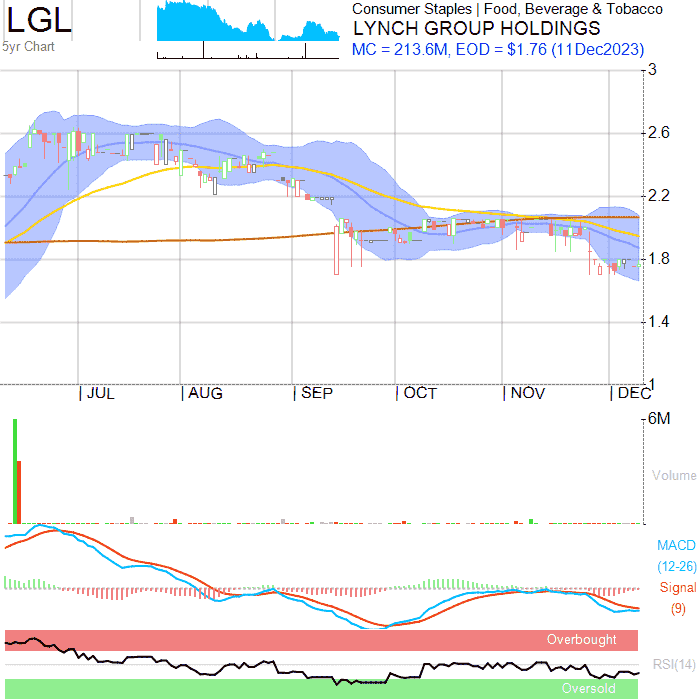 LGL
5yr Chart
Consumer Staples | Food, Beverage & Tobacco
LYNCH GROUP HOLDINGS
MC = 213.6M, EOD = $1.76 (11Dec2023)
3
2.6
2.2
1.8
1.4
1
JUL AUG SEP OCT NOV DEC
6M
Volume
MACD
(12-26)
Signal
(9)
Overbought
RSI(14)
Oversold